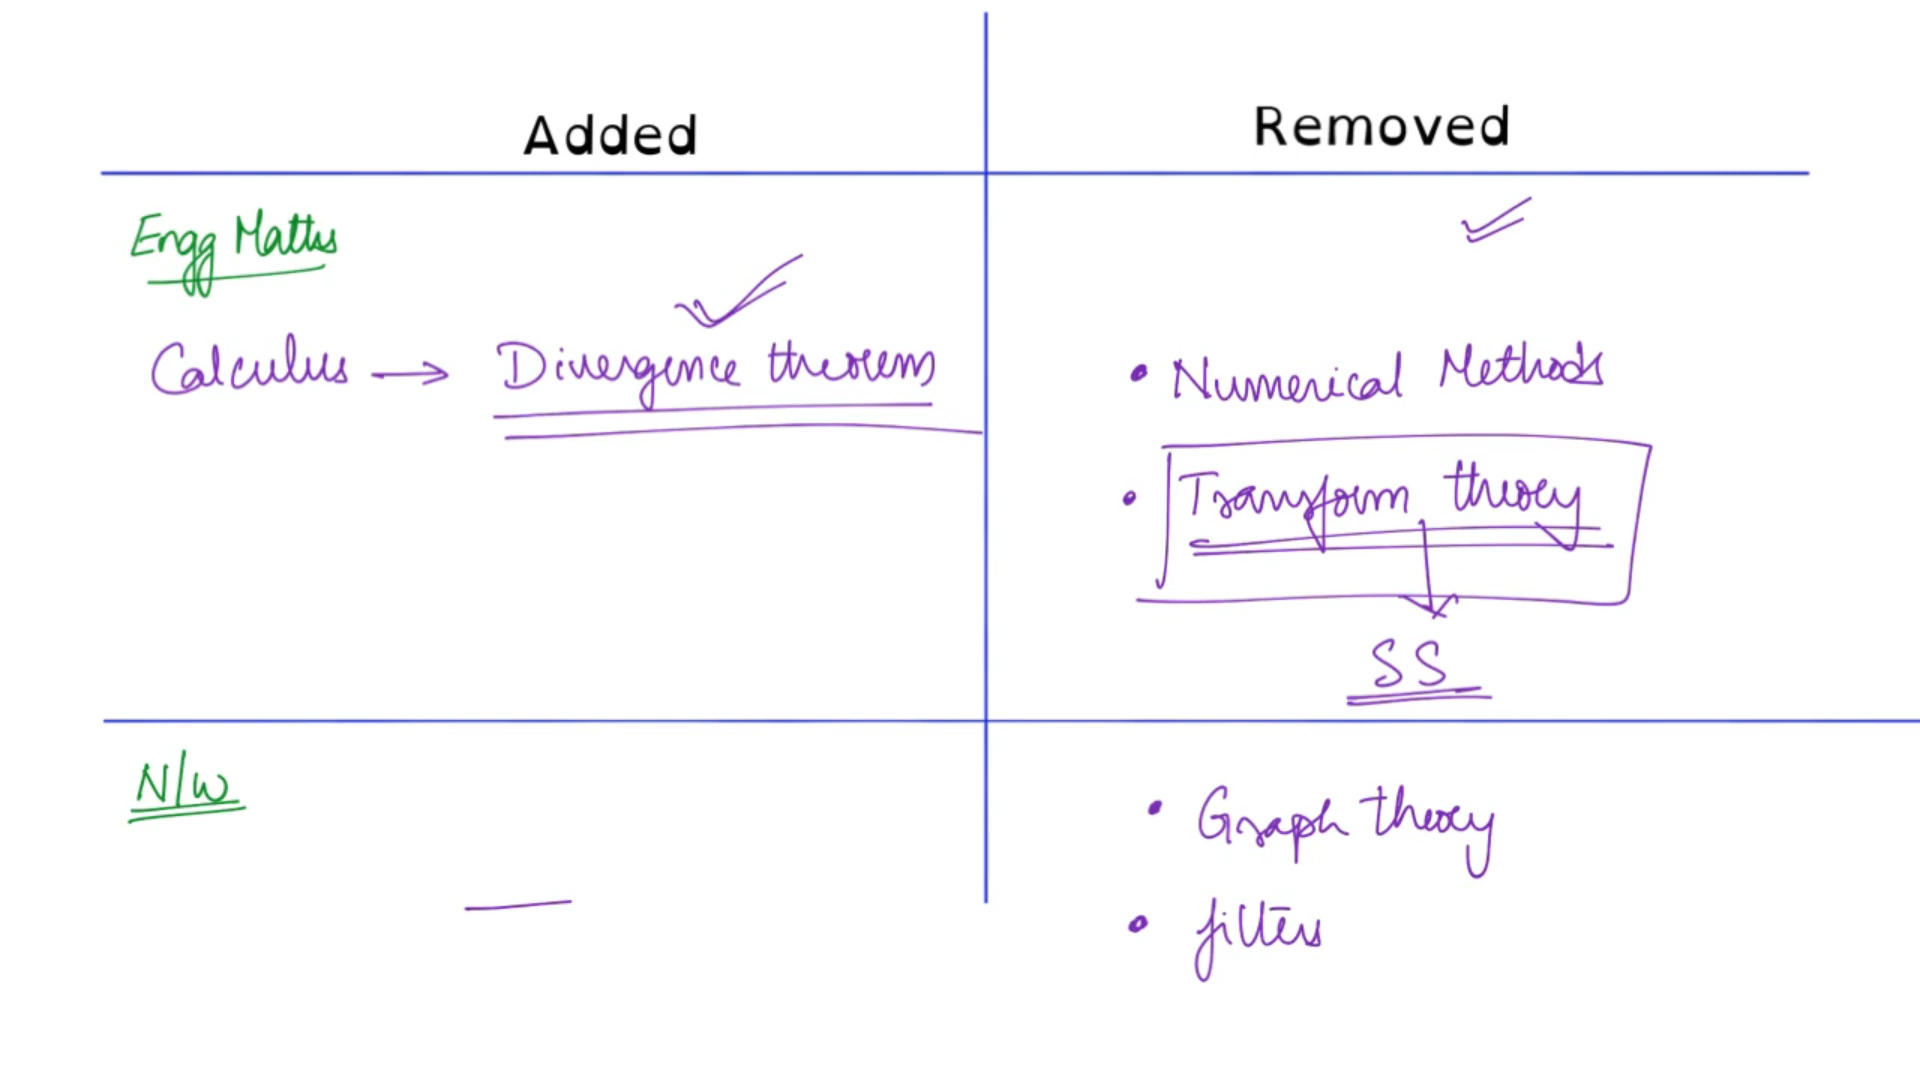 Added
Removed
Engg Maths
Calculus → Divergence theorem
• Numerical Methods
• Transform theory
SS
N/W
• Graph theory
—
• filters